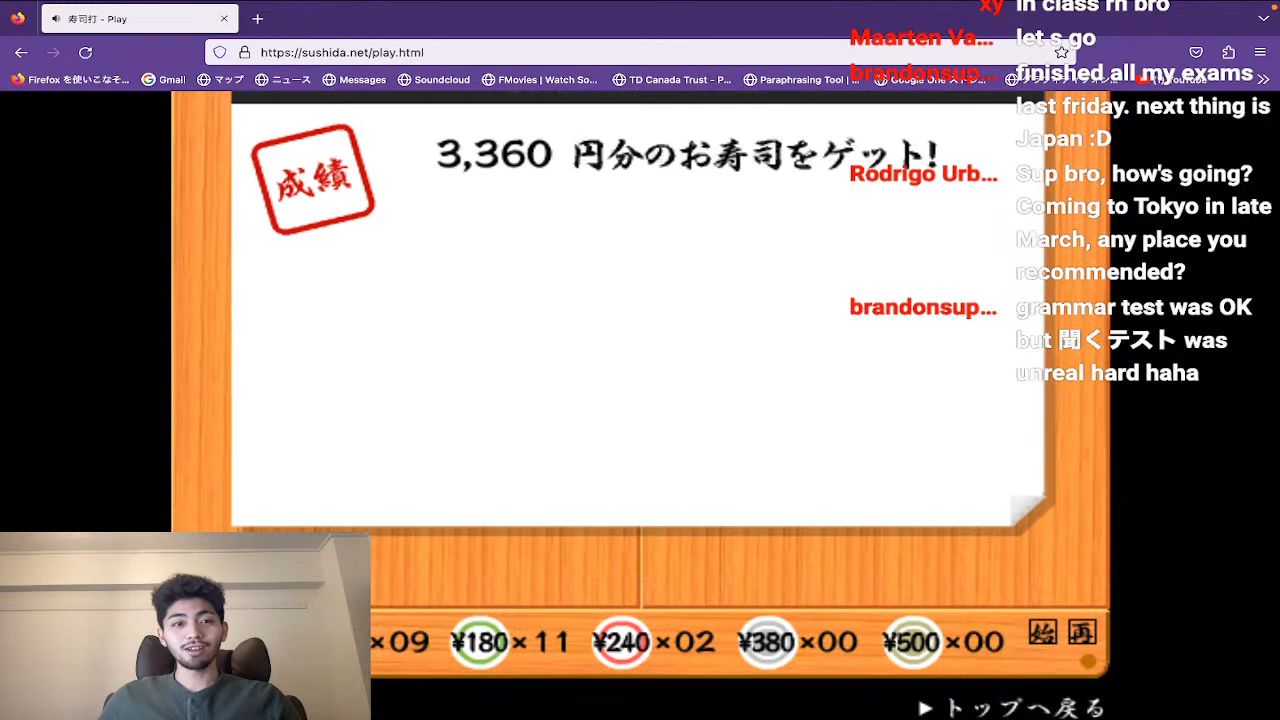 寿司打 - Play
xy in class rn bro
https://sushida.net/play.html
Maarten Va... let s go
Firefox を使いこなそ... Gmail マップ ニュース Messages Soundcloud FMovies | Watch So... TD Canada Trust - P... Paraphrasing Tool |...
brandonsup... finished all my exams
last friday. next thing is
Japan :D
成績
3,360 円分のお寿司をゲット!
Rodrigo Urb... Sup bro, how's going?
Coming to Tokyo in late
March, any place you
recommended?
brandonsup... grammar test was OK
but 聞くテスト was
unreal hard haha
×09 ¥180×11 ¥240×02 ¥380×00 ¥500×00 始 再
▶トップへ戻る